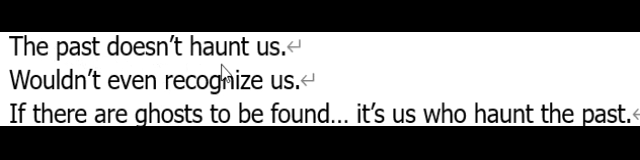 The past doesn’t haunt us.
Wouldn’t even recognize us.
If there are ghosts to be found... it’s us who haunt the past.